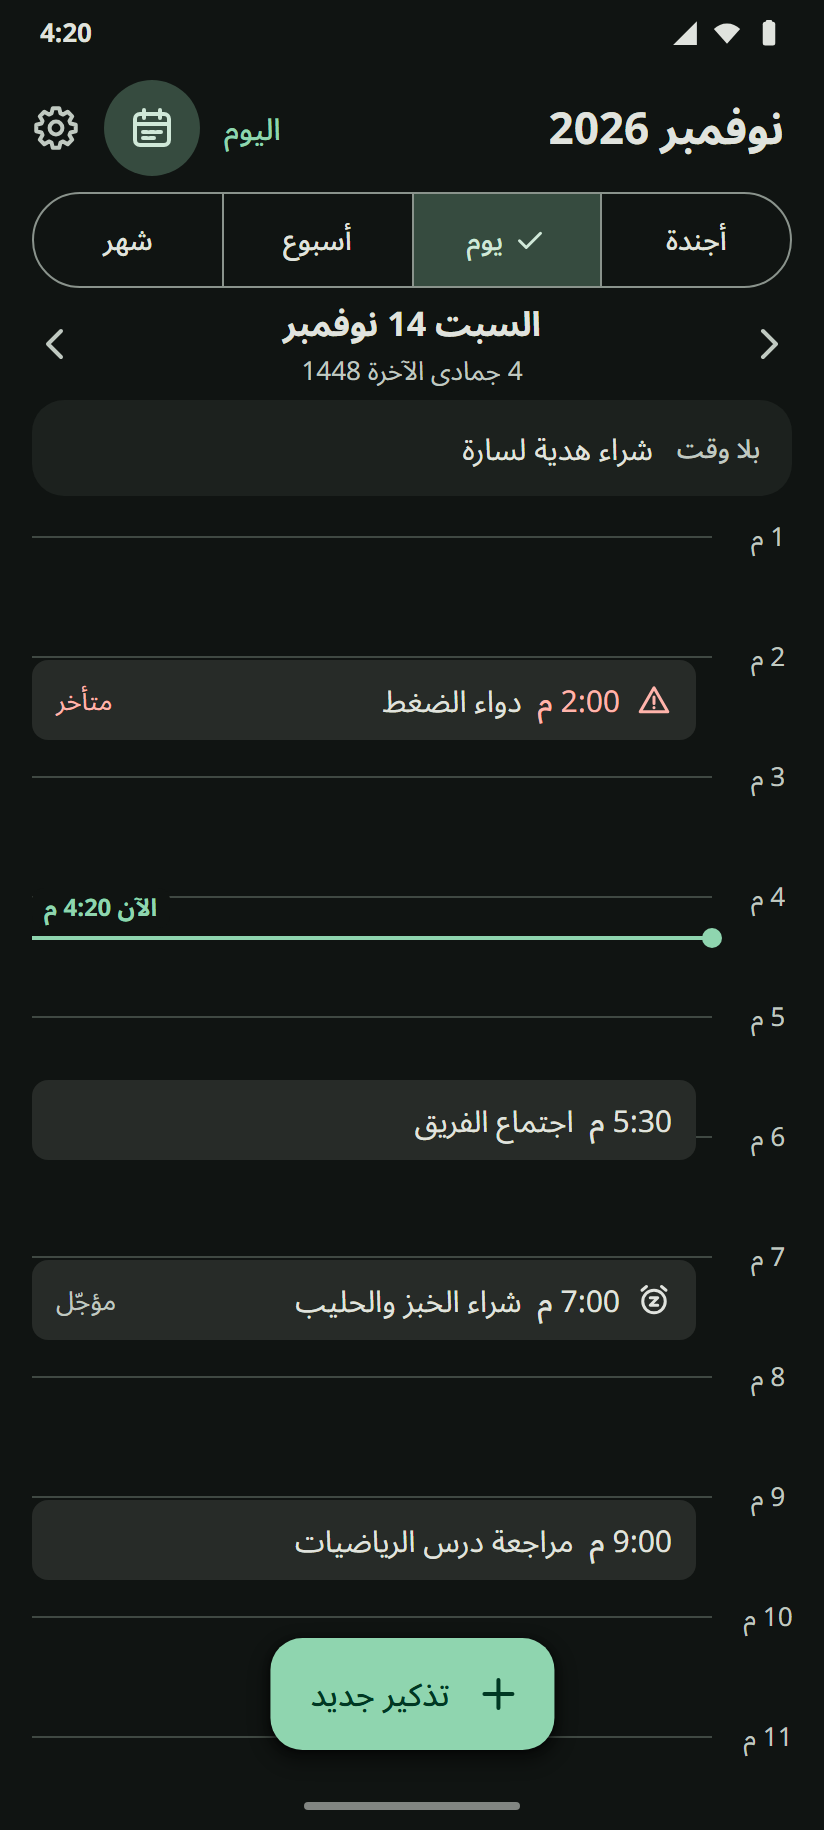 4:20
نوفمبر 2026
اليوم
أجندة
يوم
أسبوع
شهر
السبت 14 نوفمبر
4 جمادى الآخرة 1448
بلا وقت شراء هدية لسارة
1 م
2 م
2:00 م دواء الضغط متأخر
3 م
4 م
الآن 4:20 م
5 م
5:30 م اجتماع الفريق
6 م
7 م
7:00 م شراء الخبز والحليب مؤجّل
8 م
9 م
9:00 م مراجعة درس الرياضيات
10 م
تذكير جديد
11 م